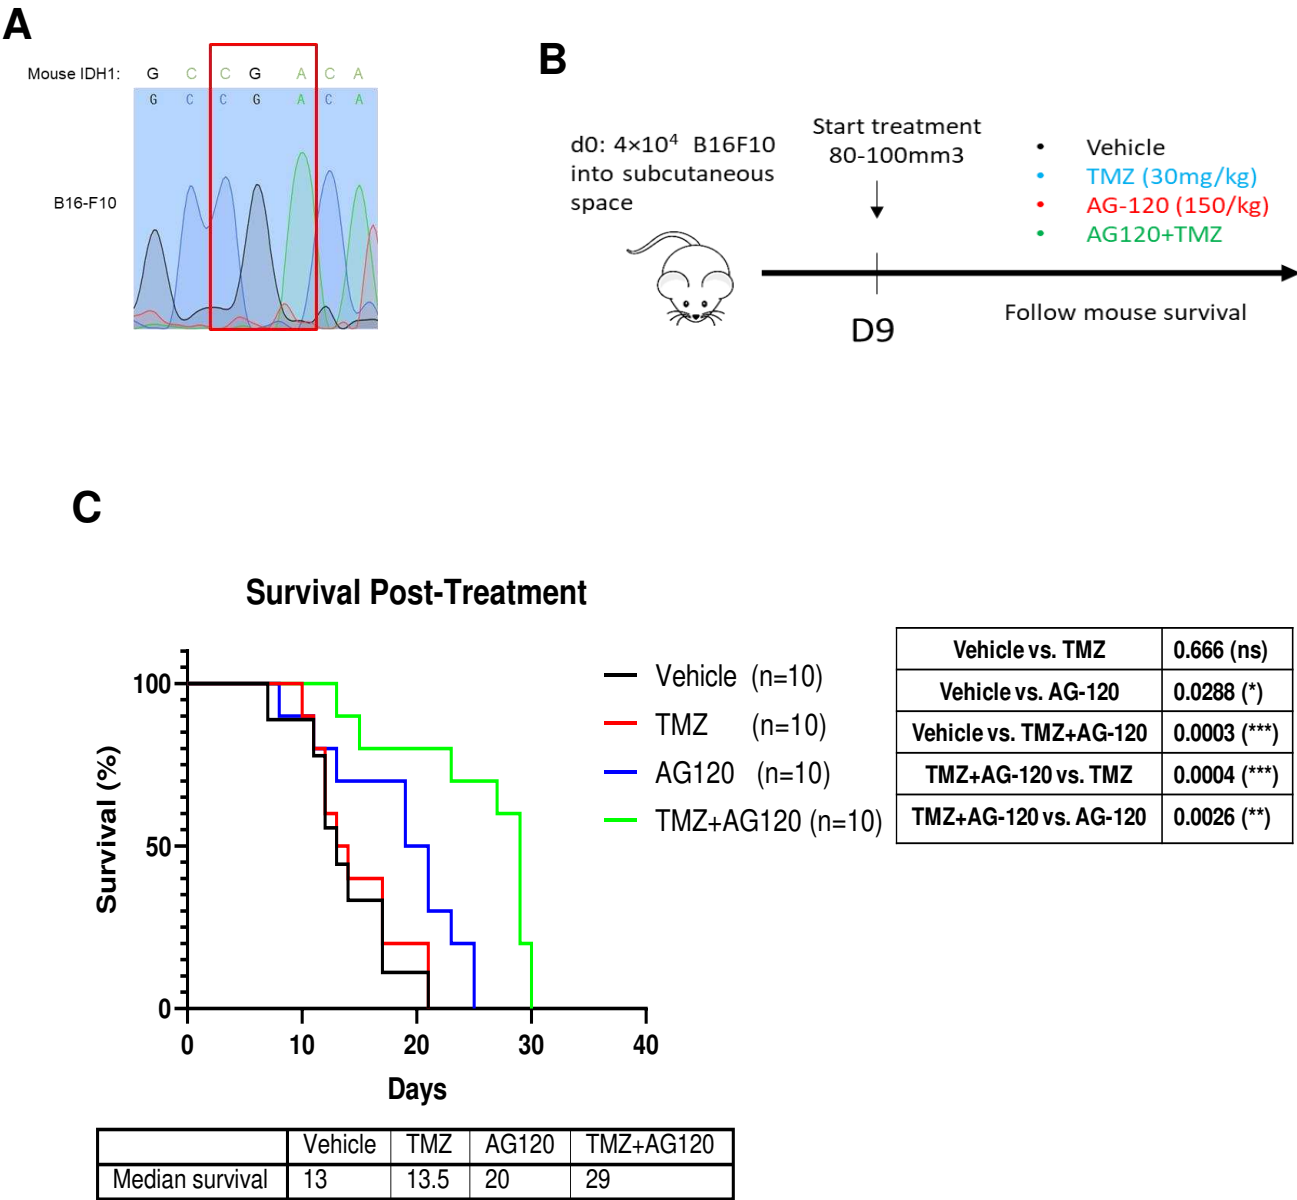 A
Mouse IDH1: G C C G A C A
G C C G A C A
B16-F10
B
d0: 4×10⁴ B16F10
into subcutaneous
space
Start treatment
80-100mm3
• Vehicle
• TMZ (30mg/kg)
• AG-120 (150/kg)
• AG120+TMZ
D9
Follow mouse survival
C
Survival Post-Treatment
Survival (%)
100
50
0
0 10 20 30 40
Days
Vehicle (n=10)
TMZ (n=10)
AG120 (n=10)
TMZ+AG120 (n=10)
Vehicle vs. TMZ 0.666 (ns)
Vehicle vs. AG-120 0.0288 (*)
Vehicle vs. TMZ+AG-120 0.0003 (***)
TMZ+AG-120 vs. TMZ 0.0004 (***)
TMZ+AG-120 vs. AG-120 0.0026 (**)
Vehicle TMZ AG120 TMZ+AG120
Median survival 13 13.5 20 29